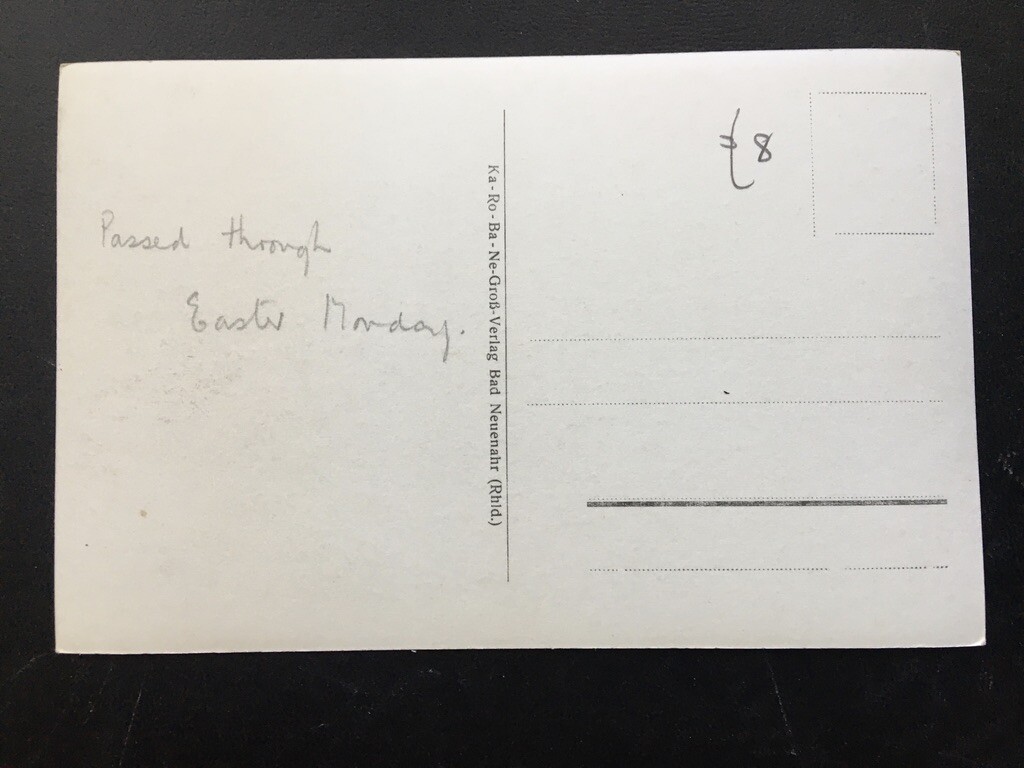 Passed through
Easter Monday.
Ka-Ro-Ba-Ne-Groß-Verlag Bad Neuenahr (Rhld.)
£8